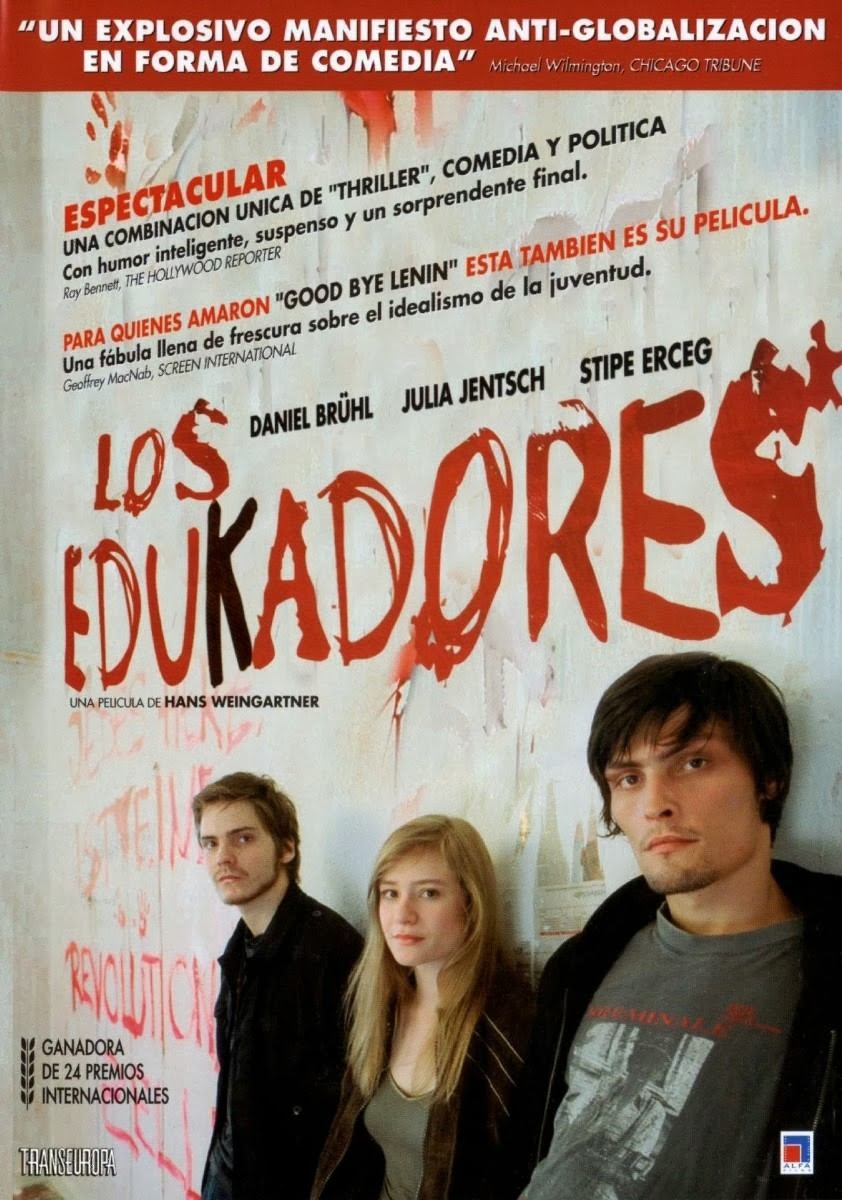 “UN EXPLOSIVO MANIFIESTO ANTI-GLOBALIZACION
EN FORMA DE COMEDIA” Michael Wilmington, CHICAGO TRIBUNE
ESPECTACULAR
UNA COMBINACION UNICA DE "THRILLER", COMEDIA Y POLITICA
Con humor inteligente, suspenso y un sorprendente final.
Ray Bennett, THE HOLLYWOOD REPORTER
PARA QUIENES AMARON "GOOD BYE LENIN" ESTA TAMBIEN ES SU PELICULA.
Una fábula llena de frescura sobre el idealismo de la juventud.
Geoffrey MacNab, SCREEN INTERNATIONAL
DANIEL BRÜHL JULIA JENTSCH STIPE ERCEG
LOS
EDUKADORES
UNA PELICULA DE HANS WEINGARTNER
JEDES
REVOLUTION
GANADORA
DE 24 PREMIOS
INTERNACIONALES
TRANSEUROPA
ALFA
FILMS